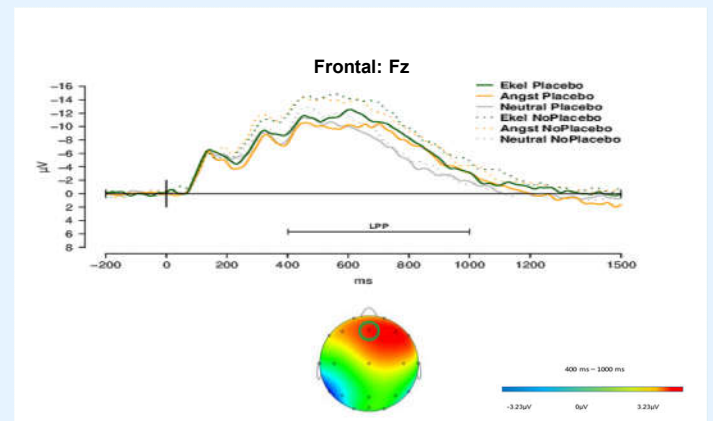 Frontal: Fz
-16
-14
-12
-10
-8
-6
-4
-2
0
2
4
6
8
µV
Ekel Placebo
Angst Placebo
Neutral Placebo
Ekel NoPlacebo
Angst NoPlacebo
Neutral NoPlacebo
LPP
-200 0 200 400 600 800 1000 1200 1500
ms
400 ms – 1000 ms
-3.23µV 0µV 3.23µV